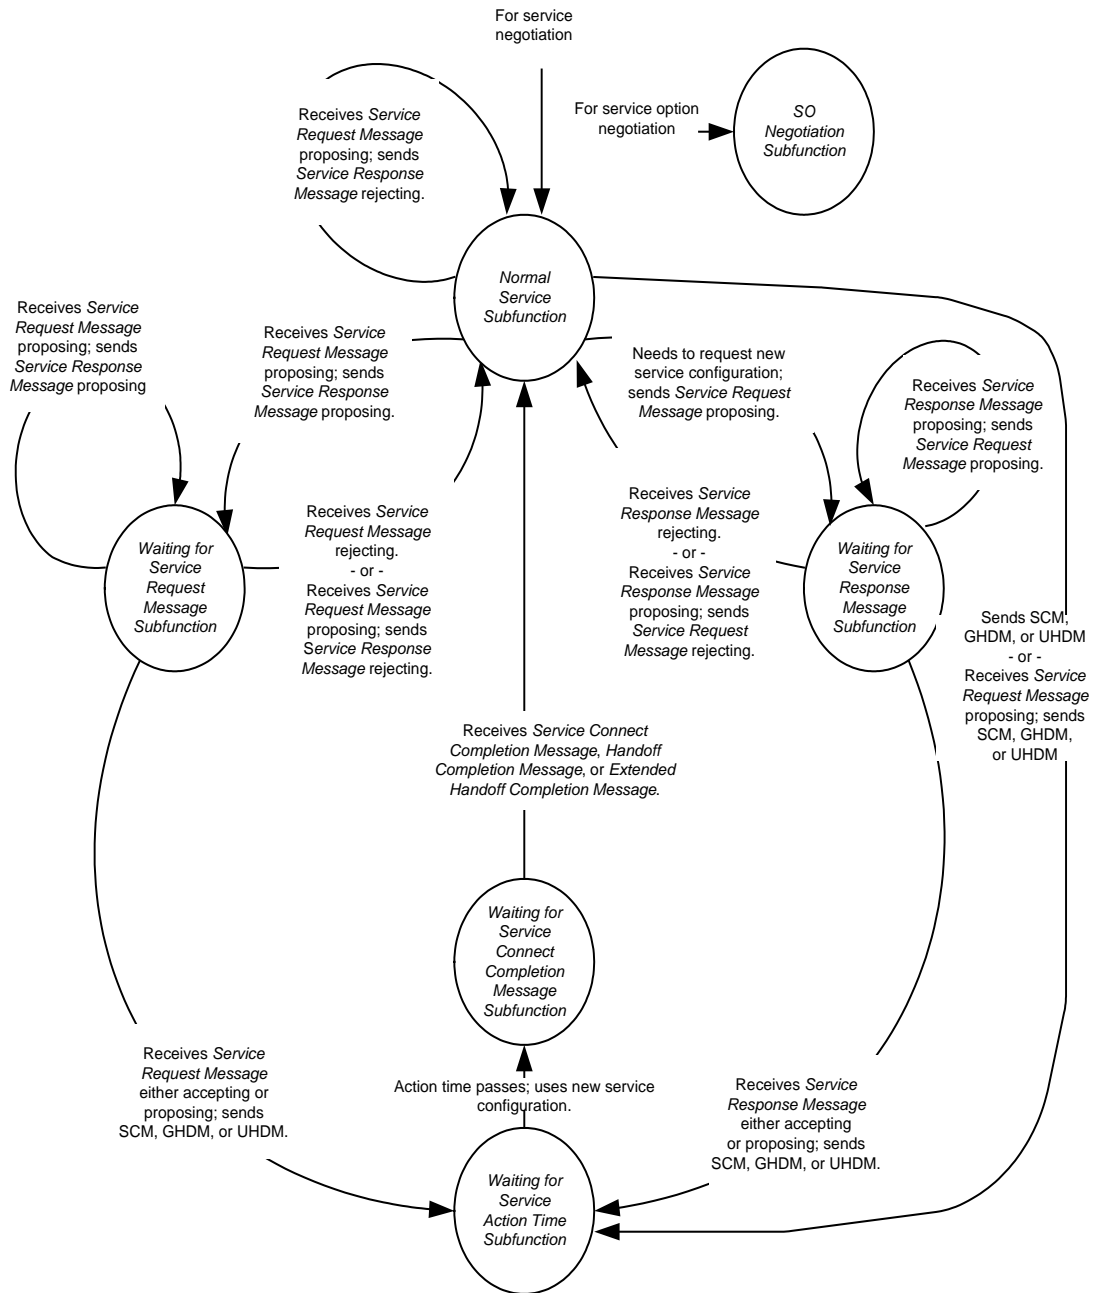 For service
negotiation
For service option
negotiation
SO
Negotiation
Subfunction
Receives Service
Request Message
proposing; sends
Service Response
Message rejecting.
Normal
Service
Subfunction
Receives Service
Request Message
proposing; sends
Service Response
Message proposing
Receives Service
Request Message
proposing; sends
Service Response
Message proposing.
Needs to request new
service configuration;
sends Service Request
Message proposing.
Receives Service
Response Message
proposing; sends
Service Request
Message proposing.
Waiting for
Service
Request
Message
Subfunction
Receives Service
Request Message
rejecting.
- or -
Receives Service
Request Message
proposing; sends
Service Response
Message rejecting.
Receives Service
Response Message
rejecting.
- or -
Receives Service
Response Message
proposing; sends
Service Request
Message rejecting.
Waiting for
Service
Response
Message
Subfunction
Sends SCM,
GHDM, or UHDM
- or -
Receives Service
Request Message
proposing; sends
SCM, GHDM,
or UHDM
Receives Service Connect
Completion Message, Handoff
Completion Message, or Extended
Handoff Completion Message.
Waiting for
Service
Connect
Completion
Message
Subfunction
Receives Service
Request Message
either accepting or
proposing; sends
SCM, GHDM, or UHDM.
Action time passes; uses new service
configuration.
Receives Service
Response Message
either accepting
or proposing; sends
SCM, GHDM, or UHDM.
Waiting for
Service
Action Time
Subfunction